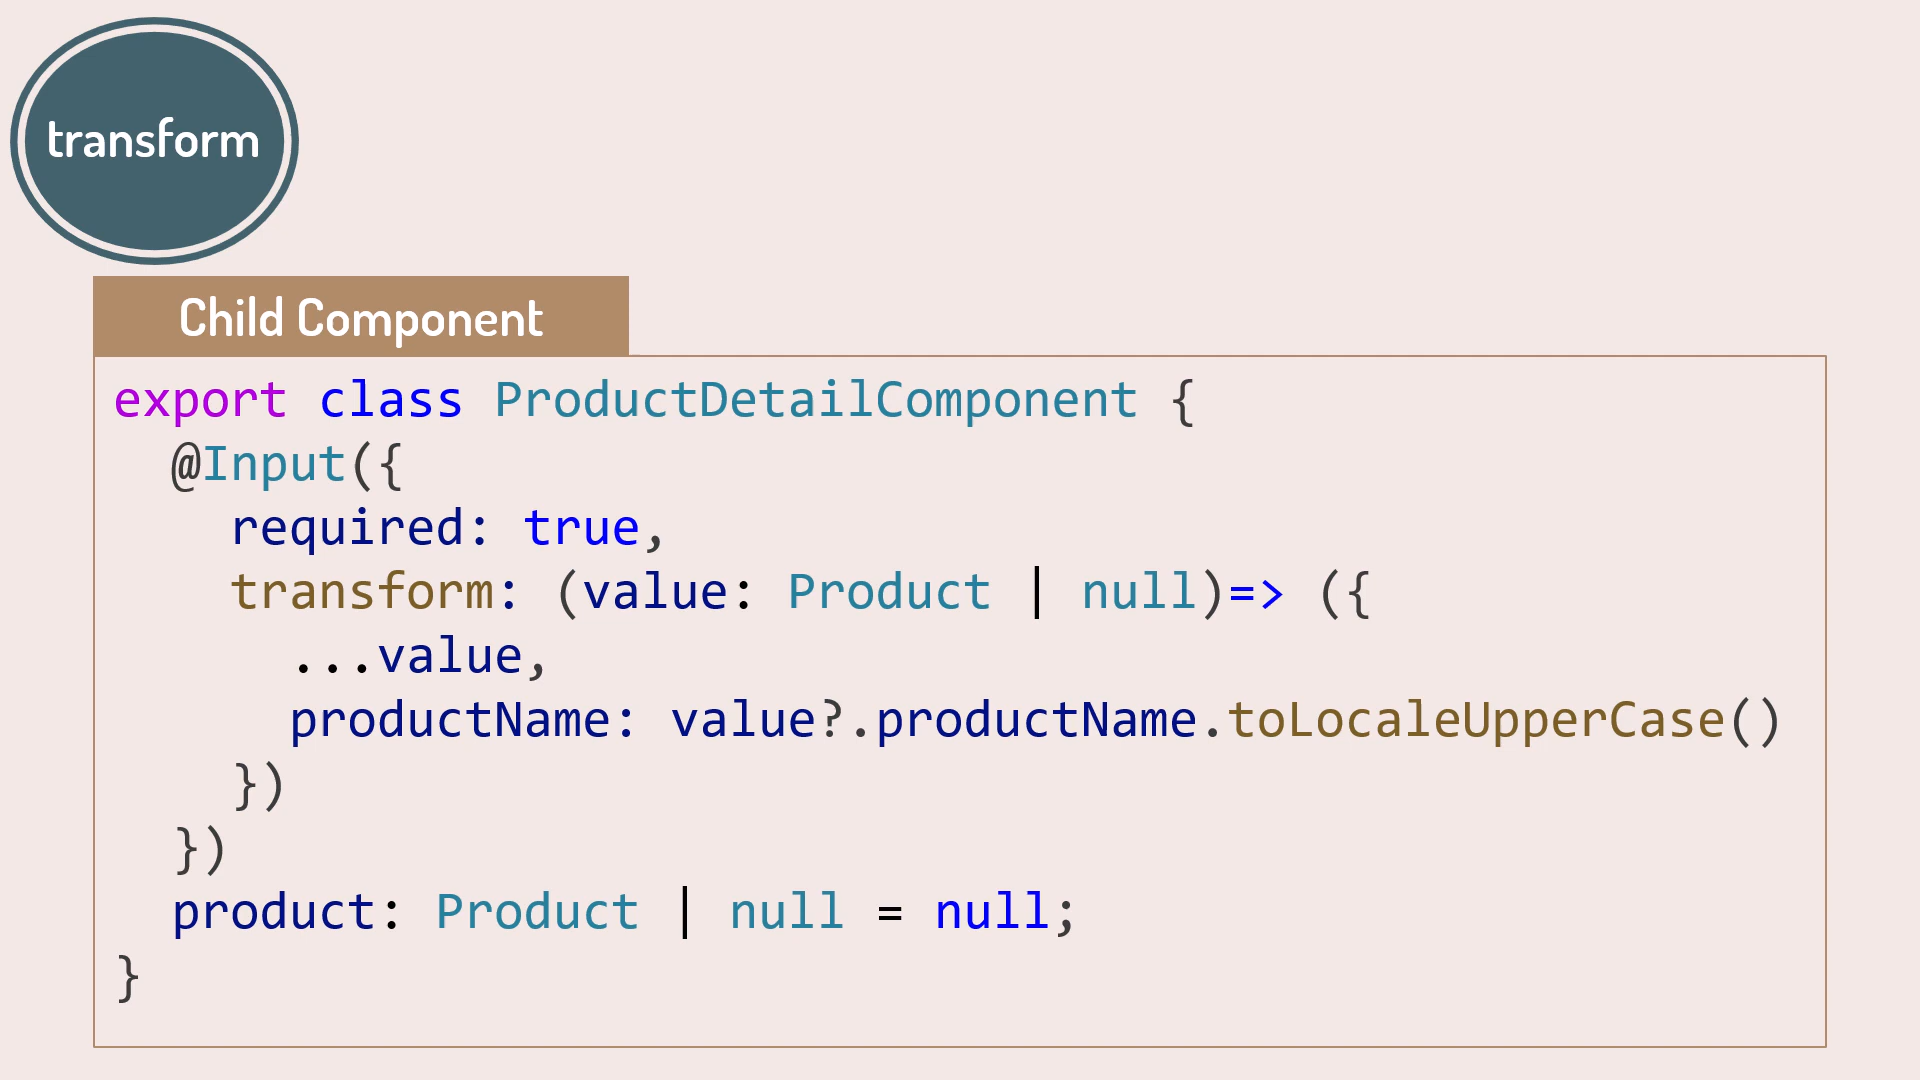 transform
Child Component
export class ProductDetailComponent {
  @Input({
    required: true,
    transform: (value: Product | null)=> ({
      ...value,
      productName: value?.productName.toLocaleUpperCase()
    })
  })
  product: Product | null = null;
}